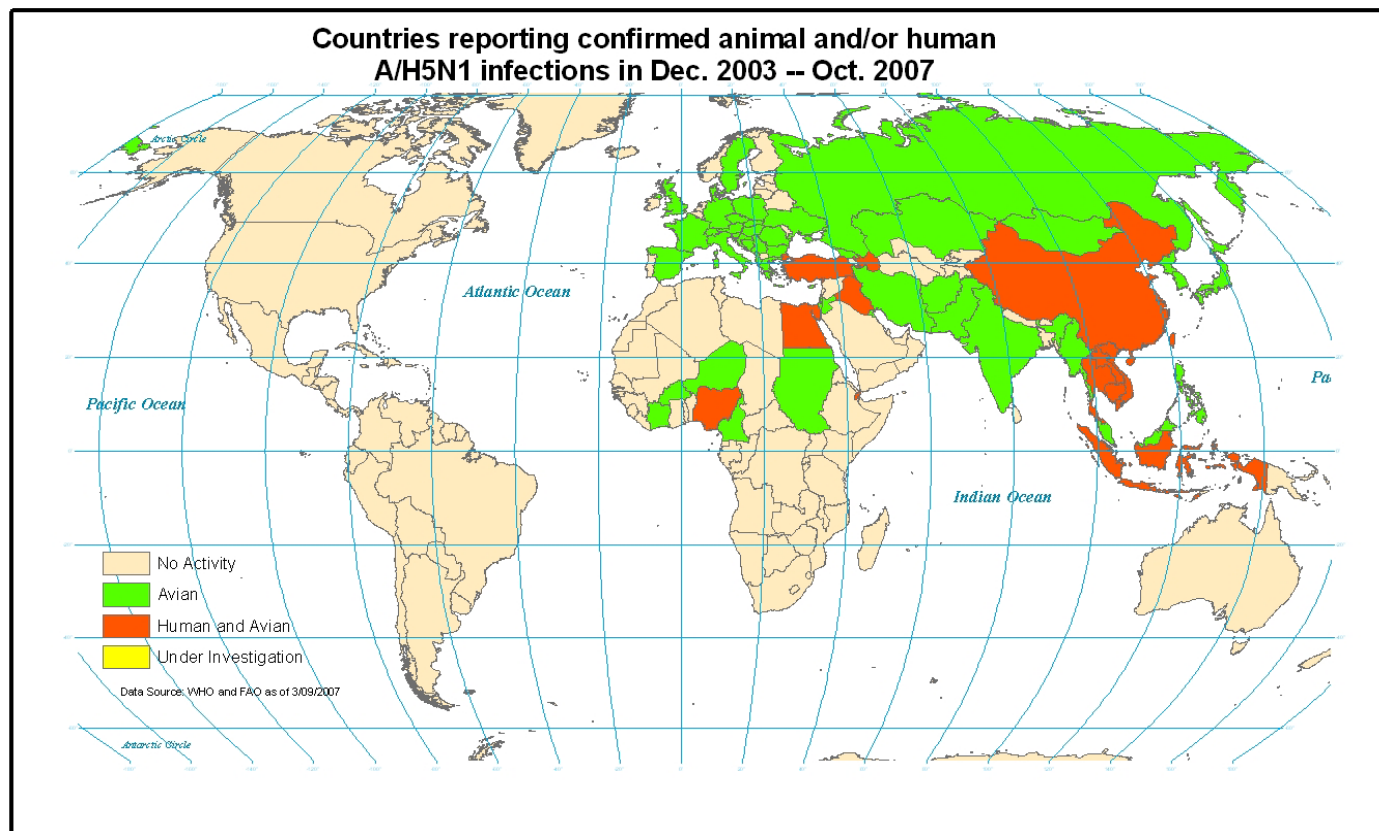 Countries reporting confirmed animal and/or human
A/H5N1 infections in Dec. 2003 -- Oct. 2007
Arctic Circle
Atlantic Ocean
Pacific Ocean
Pa
Indian Ocean
No Activity
Avian
Human and Avian
Under Investigation
Data Source: WHO and FAO as of 3/09/2007
Antarctic Circle